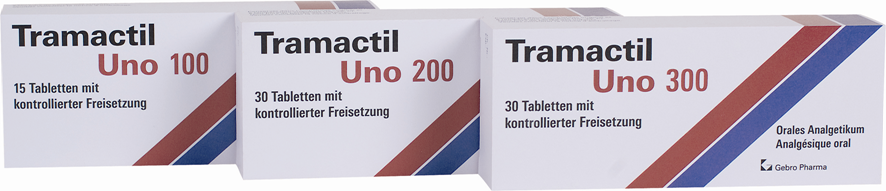 Tramactil
Uno 100
15 Tabletten mit
kontrollierter Freisetzung
Tramactil
Uno 200
30 Tabletten mit
kontrollierter Freisetzung
Tramactil
Uno 300
30 Tabletten mit
kontrollierter Freisetzung
Orales Analgetikum
Analgésique oral
Gebro Pharma